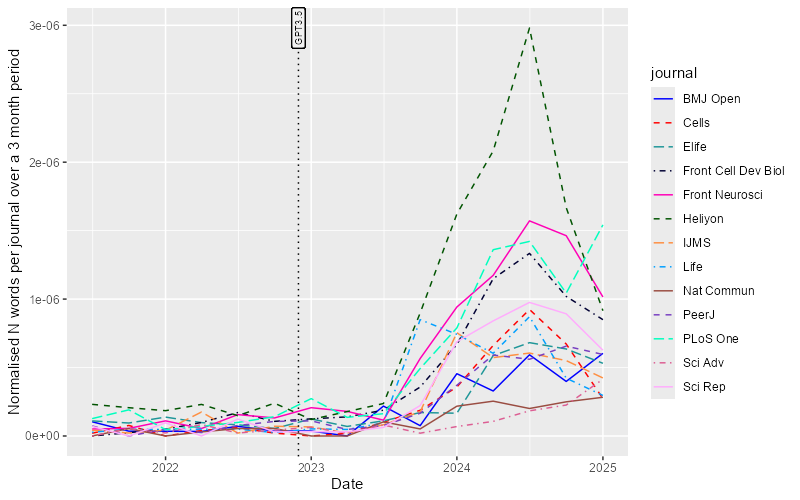 Normalised N words per journal over a 3 month period
3e-06
2e-06
1e-06
0e+00
GPT3.5
2022
2023
2024
2025
Date
journal
BMJ Open
Cells
Elife
Front Cell Dev Biol
Front Neurosci
Heliyon
IJMS
Life
Nat Commun
PeerJ
PLoS One
Sci Adv
Sci Rep